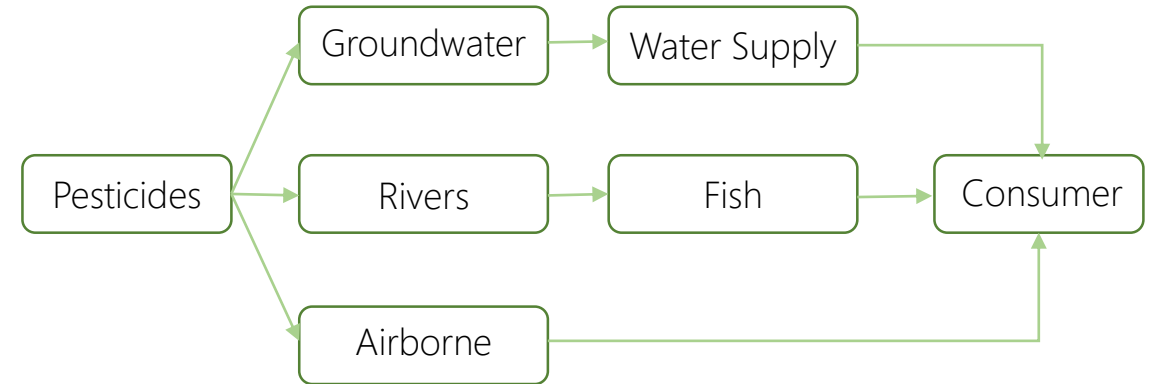 Groundwater
Water Supply
Pesticides
Rivers
Fish
Consumer
Airborne